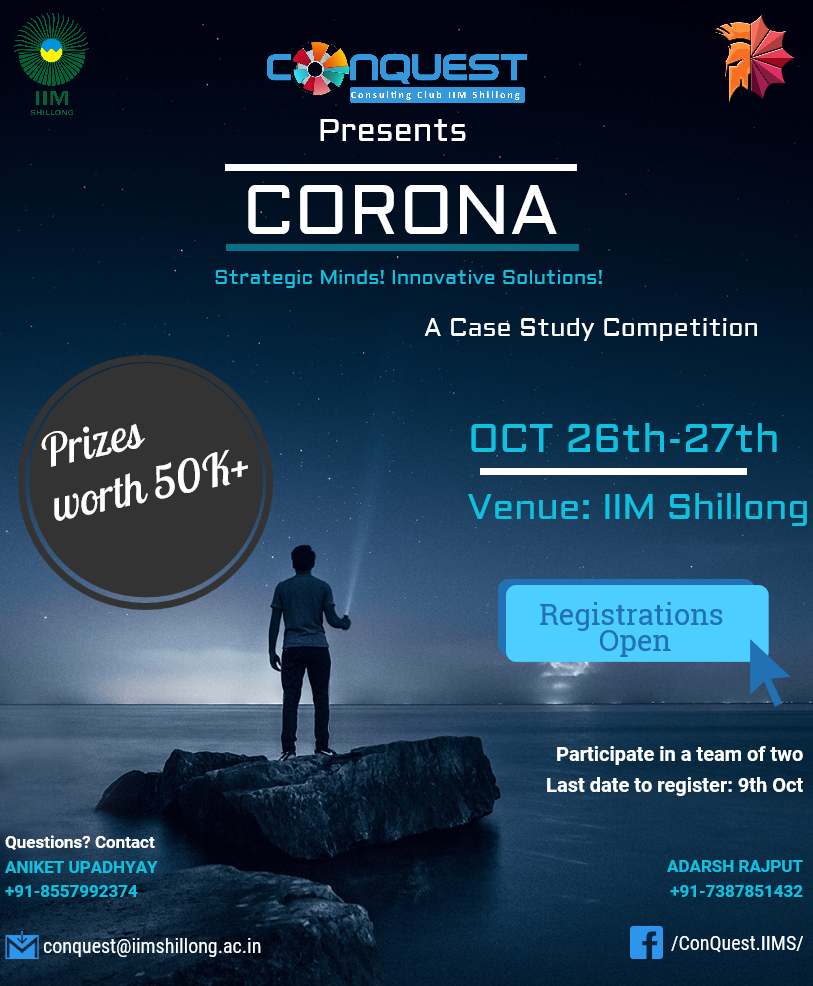 IIM
SHILLONG
CONQUEST
Consulting Club IIM Shillong
Presents
CORONA
Strategic Minds! Innovative Solutions!
A Case Study Competition
Prizes
worth 50K+
OCT 26th-27th
Venue: IIM Shillong
Registrations
Open
Participate in a team of two
Last date to register: 9th Oct
Questions? Contact
ANIKET UPADHYAY
+91-8557992374
ADARSH RAJPUT
+91-7387851432
conquest@iimshillong.ac.in
/ConQuest.IIMS/